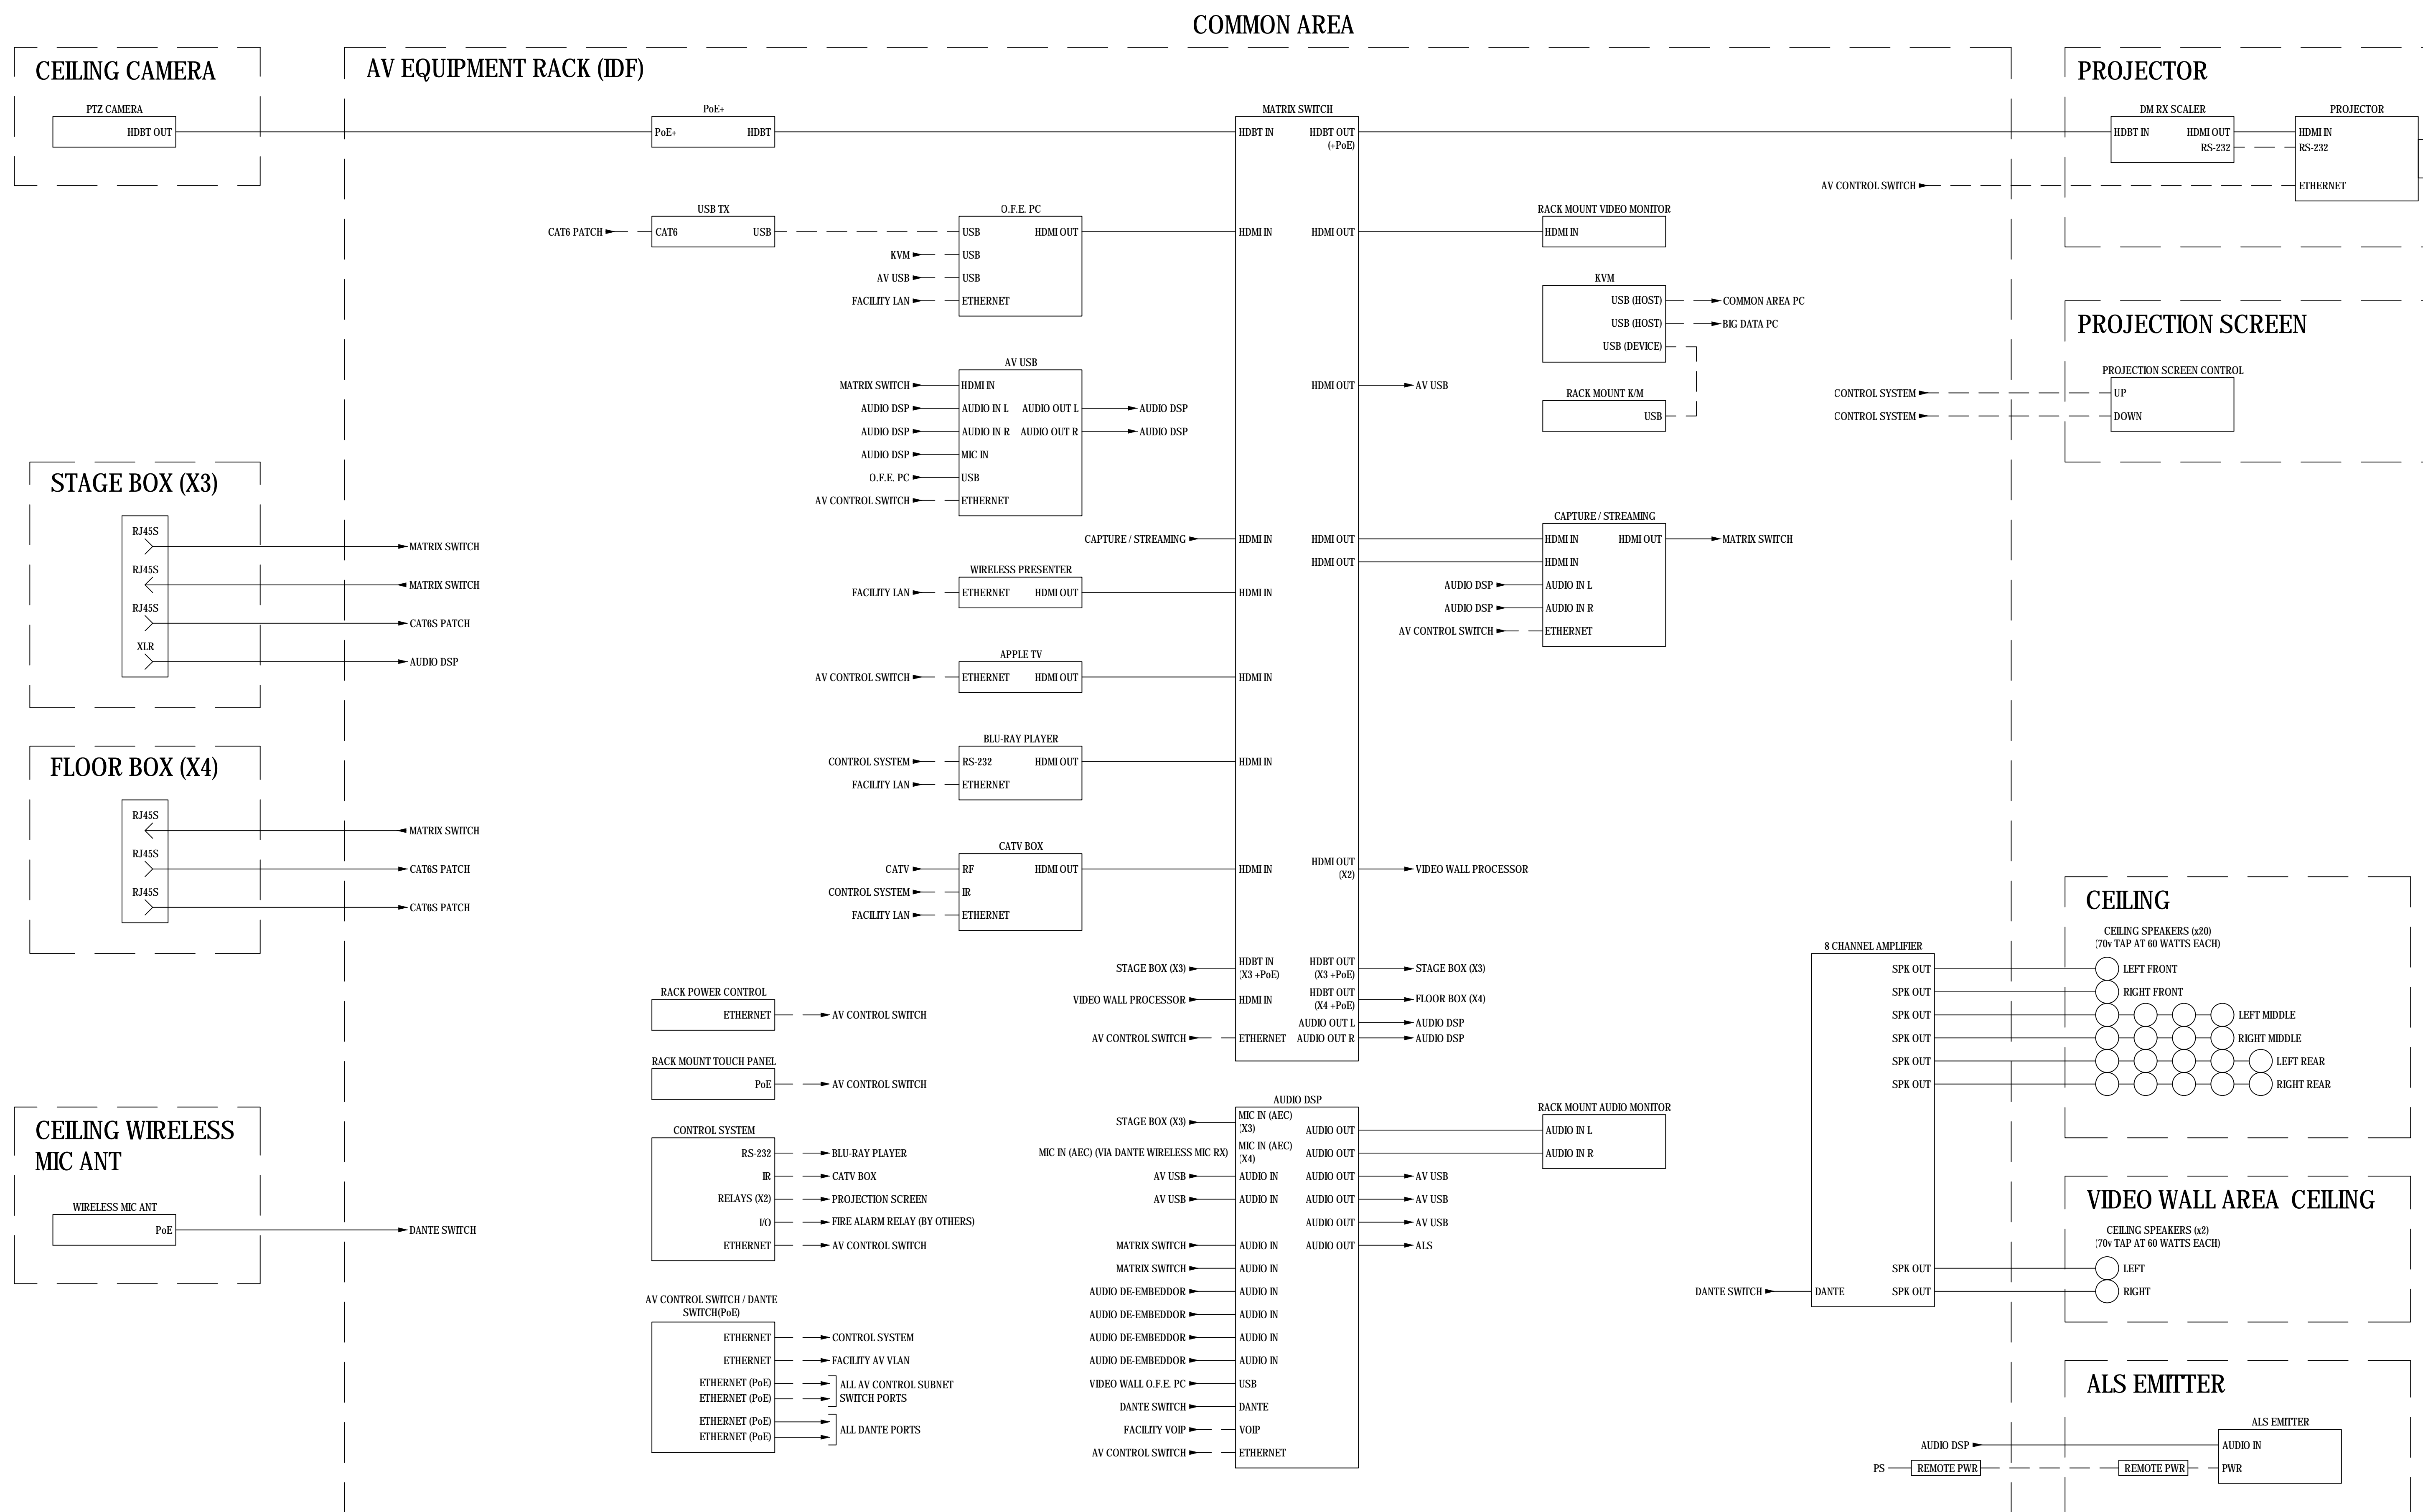 COMMON AREA
CEILING CAMERA
PTZ CAMERA
HDBT OUT
STAGE BOX (X3)
RJ45S
MATRIX SWITCH
RJ45S
MATRIX SWITCH
RJ45S
CAT6S PATCH
XLR
AUDIO DSP
FLOOR BOX (X4)
RJ45S
MATRIX SWITCH
RJ45S
CAT6S PATCH
RJ45S
CAT6S PATCH
CEILING WIRELESS
MIC ANT
WIRELESS MIC ANT
PoE
DANTE SWITCH
AV EQUIPMENT RACK (IDF)
PoE+
PoE+ HDBT
USB TX
CAT6 PATCH CAT6 USB
O.F.E. PC
USB HDMI OUT
KVM USB
AV USB USB
FACILITY LAN ETHERNET
AV USB
MATRIX SWITCH HDMI IN
AUDIO DSP AUDIO IN L AUDIO OUT L AUDIO DSP
AUDIO DSP AUDIO IN R AUDIO OUT R AUDIO DSP
AUDIO DSP MIC IN
O.F.E. PC USB
AV CONTROL SWITCH ETHERNET
CAPTURE / STREAMING
WIRELESS PRESENTER
FACILITY LAN ETHERNET HDMI OUT
APPLE TV
AV CONTROL SWITCH ETHERNET HDMI OUT
BLU-RAY PLAYER
CONTROL SYSTEM RS-232 HDMI OUT
FACILITY LAN ETHERNET
CATV BOX
CATV RF HDMI OUT
CONTROL SYSTEM IR
FACILITY LAN ETHERNET
RACK POWER CONTROL
ETHERNET AV CONTROL SWITCH
RACK MOUNT TOUCH PANEL
PoE AV CONTROL SWITCH
CONTROL SYSTEM
RS-232 BLU-RAY PLAYER
IR CATV BOX
RELAYS (X2) PROJECTION SCREEN
I/O FIRE ALARM RELAY (BY OTHERS)
ETHERNET AV CONTROL SWITCH
AV CONTROL SWITCH / DANTE
SWITCH(PoE)
ETHERNET CONTROL SYSTEM
ETHERNET FACILITY AV VLAN
ETHERNET (PoE) ALL AV CONTROL SUBNET
ETHERNET (PoE) SWITCH PORTS
ETHERNET (PoE)
ALL DANTE PORTS
ETHERNET (PoE)
MATRIX SWITCH
HDBT IN HDBT OUT
(+PoE)
HDMI IN HDMI OUT
HDMI OUT AV USB
HDMI IN HDMI OUT
HDMI OUT
HDMI IN
HDMI IN
HDMI IN
HDMI OUT
HDMI IN (X2) VIDEO WALL PROCESSOR
STAGE BOX (X3) HDBT IN HDBT OUT STAGE BOX (X3)
(X3 +PoE) (X3 +PoE)
VIDEO WALL PROCESSOR HDMI IN HDBT OUT FLOOR BOX (X4)
(X4 +PoE)
AUDIO OUT L AUDIO DSP
AV CONTROL SWITCH ETHERNET AUDIO OUT R AUDIO DSP
AUDIO DSP
STAGE BOX (X3) MIC IN (AEC)
(X3) AUDIO OUT
MIC IN (AEC) (VIA DANTE WIRELESS MIC RX) MIC IN (AEC) AUDIO OUT
(X4)
AV USB AUDIO IN AUDIO OUT AV USB
AV USB AUDIO IN AUDIO OUT AV USB
AUDIO OUT AV USB
MATRIX SWITCH AUDIO IN AUDIO OUT ALS
MATRIX SWITCH AUDIO IN
AUDIO DE-EMBEDDOR AUDIO IN
AUDIO DE-EMBEDDOR AUDIO IN
AUDIO DE-EMBEDDOR AUDIO IN
AUDIO DE-EMBEDDOR AUDIO IN
VIDEO WALL O.F.E. PC USB
DANTE SWITCH DANTE
FACILITY VOIP VOIP
AV CONTROL SWITCH ETHERNET
RACK MOUNT VIDEO MONITOR
HDMI IN
KVM
USB (HOST) COMMON AREA PC
USB (HOST) BIG DATA PC
USB (DEVICE)
RACK MOUNT K/M
USB
CAPTURE / STREAMING
HDMI IN HDMI OUT MATRIX SWITCH
HDMI IN
AUDIO DSP AUDIO IN L
AUDIO DSP AUDIO IN R
AV CONTROL SWITCH ETHERNET
RACK MOUNT AUDIO MONITOR
AUDIO IN L
AUDIO IN R
8 CHANNEL AMPLIFIER
SPK OUT
SPK OUT
SPK OUT
SPK OUT
SPK OUT
SPK OUT
SPK OUT
DANTE SWITCH DANTE SPK OUT
PROJECTOR
DM RX SCALER PROJECTOR
HDBT IN HDMI OUT HDMI IN
RS-232 RS-232
AV CONTROL SWITCH ETHERNET
PROJECTION SCREEN
PROJECTION SCREEN CONTROL
CONTROL SYSTEM UP
CONTROL SYSTEM DOWN
CEILING
CEILING SPEAKERS (x20)
(70v TAP AT 60 WATTS EACH)
LEFT FRONT
RIGHT FRONT
LEFT MIDDLE
RIGHT MIDDLE
LEFT REAR
RIGHT REAR
VIDEO WALL AREA CEILING
CEILING SPEAKERS (x2)
(70v TAP AT 60 WATTS EACH)
LEFT
RIGHT
ALS EMITTER
ALS EMITTER
AUDIO DSP AUDIO IN
PS REMOTE PWR REMOTE PWR PWR